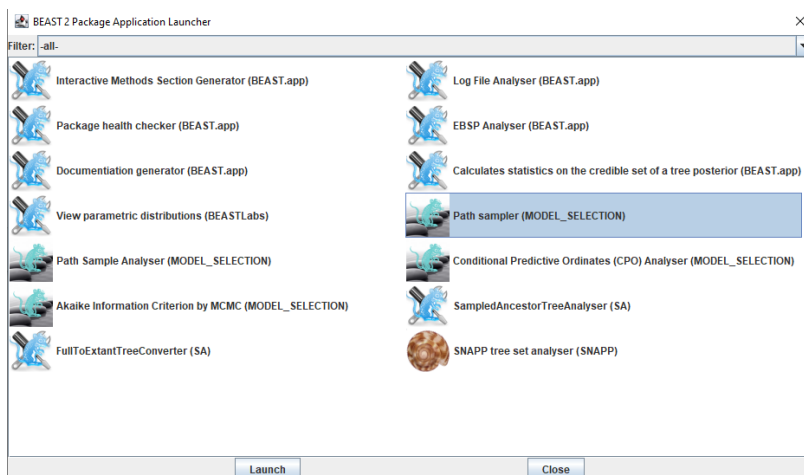 BEAST 2 Package Application Launcher
Filter: -all-
Interactive Methods Section Generator (BEAST.app)
Log File Analyser (BEAST.app)
Package health checker (BEAST.app)
EBSP Analyser (BEAST.app)
Documentiation generator (BEAST.app)
Calculates statistics on the credible set of a tree posterior (BEAST.app)
View parametric distributions (BEASTLabs)
Path sampler (MODEL_SELECTION)
Path Sample Analyser (MODEL_SELECTION)
Conditional Predictive Ordinates (CPO) Analyser (MODEL_SELECTION)
Akaike Information Criterion by MCMC (MODEL_SELECTION)
SampledAncestorTreeAnalyser (SA)
FullToExtantTreeConverter (SA)
SNAPP tree set analyser (SNAPP)
Launch
Close